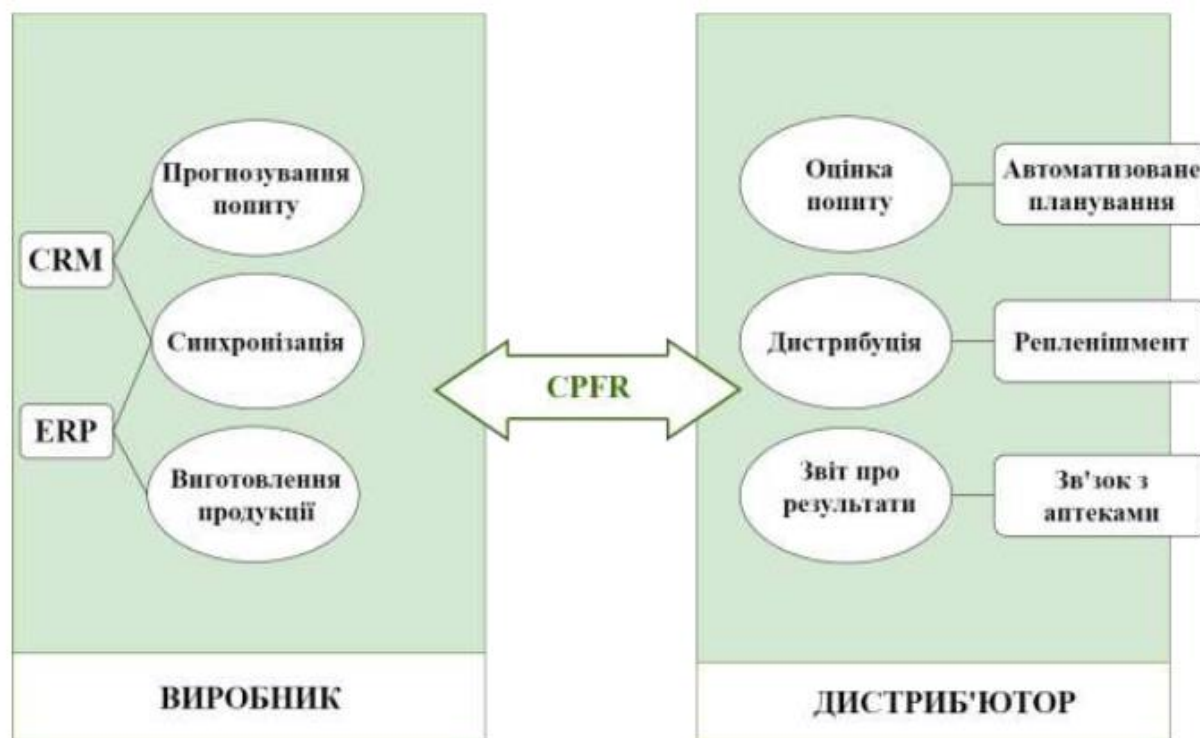 Прогнозування
попиту
CRM
Синхронізація
ERP
Виготовлення
продукції
ВИРОБНИК
CPFR
Оцінка
попиту
Автоматизоване
планування
Дистрибуція
Репленішмент
Звіт про
результати
Зв'зок з
аптеками
ДИСТРИБ'ЮТОР